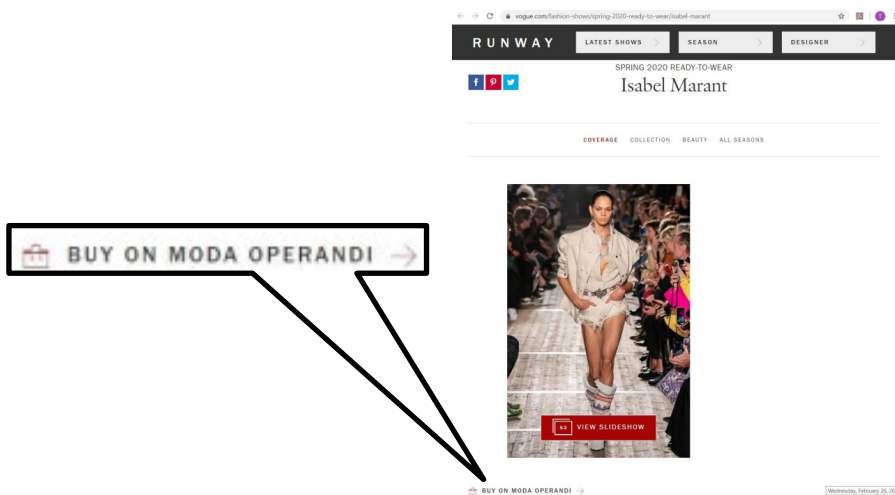 vogue.com/fashion-shows/spring-2020-ready-to-wear/isabel-marant
RUNWAY
LATEST SHOWS
SEASON
DESIGNER
SPRING 2020 READY-TO-WEAR
Isabel Marant
COVERAGE COLLECTION BEAUTY ALL SEASONS
BUY ON MODA OPERANDI
53 VIEW SLIDESHOW
BUY ON MODA OPERANDI
Wednesday, February 26, 20